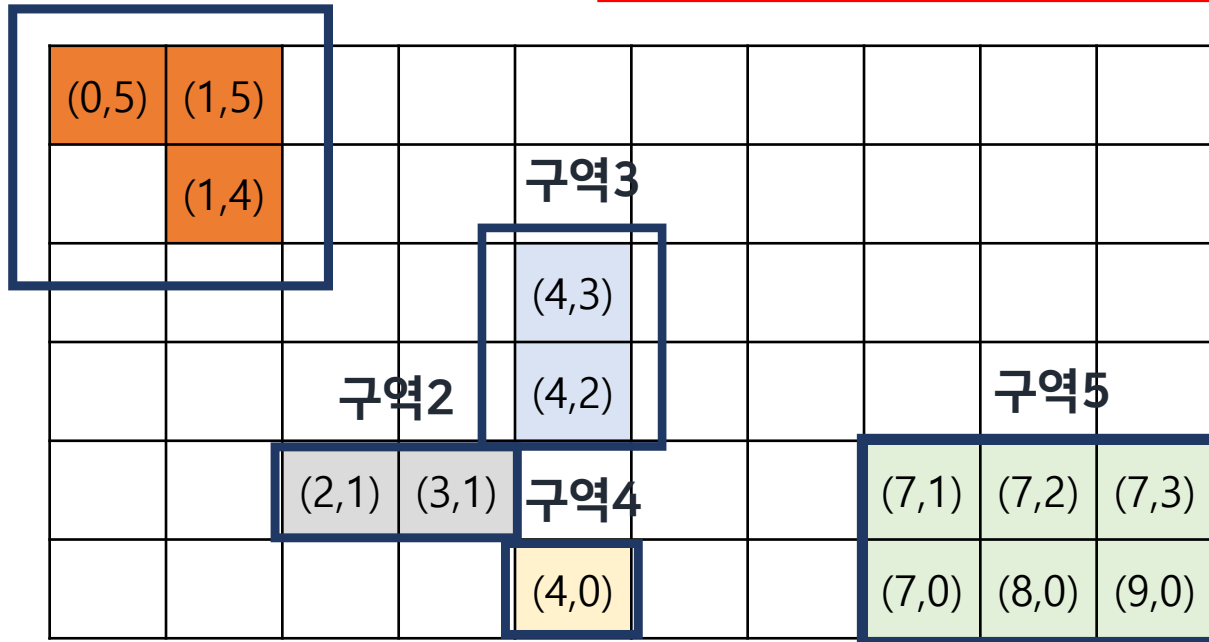 (0,5) (1,5)
(1,4)
구역3
(4,3)
구역2 (4,2) 구역5
(2,1) (3,1) 구역4 (7,1) (7,2) (7,3)
(4,0) (7,0) (8,0) (9,0)